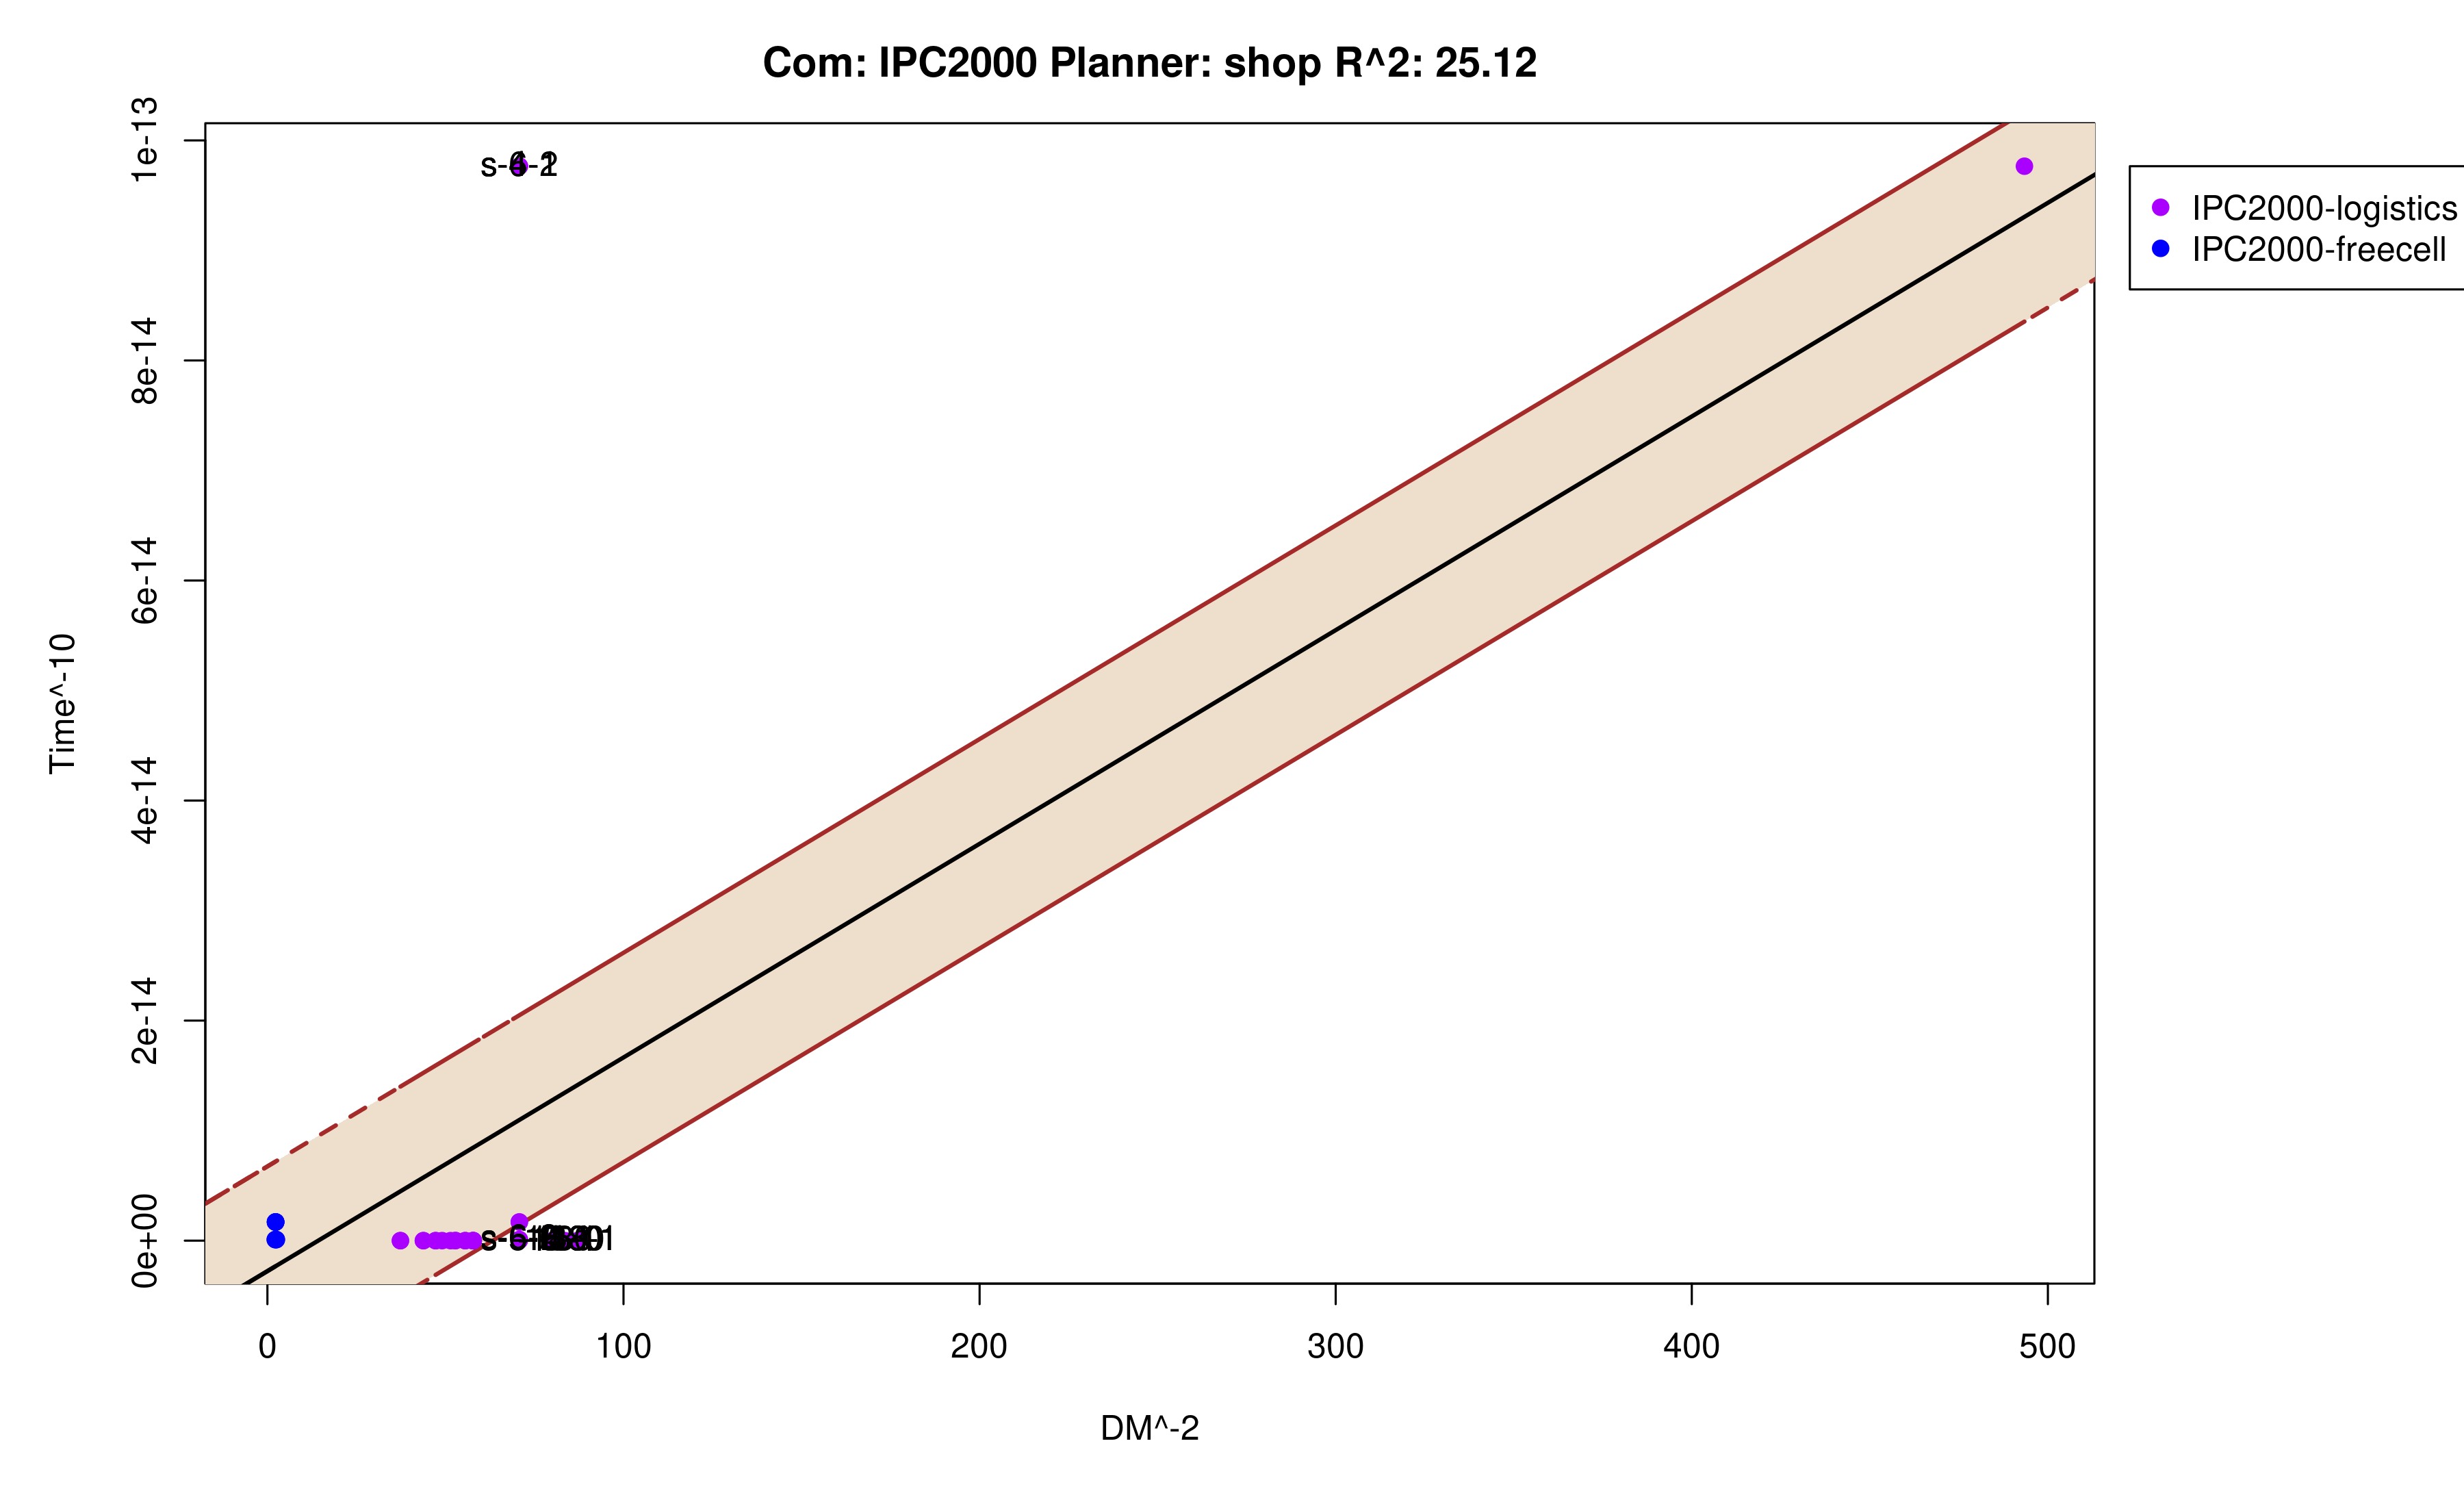 Com: IPC2000 Planner: shop R^2: 25.12
1e-13
8e-14
6e-14
4e-14
2e-14
0e+00
Time^-10
IPC2000-logistics
IPC2000-freecell
0 100 200 300 400 500
DM^-2